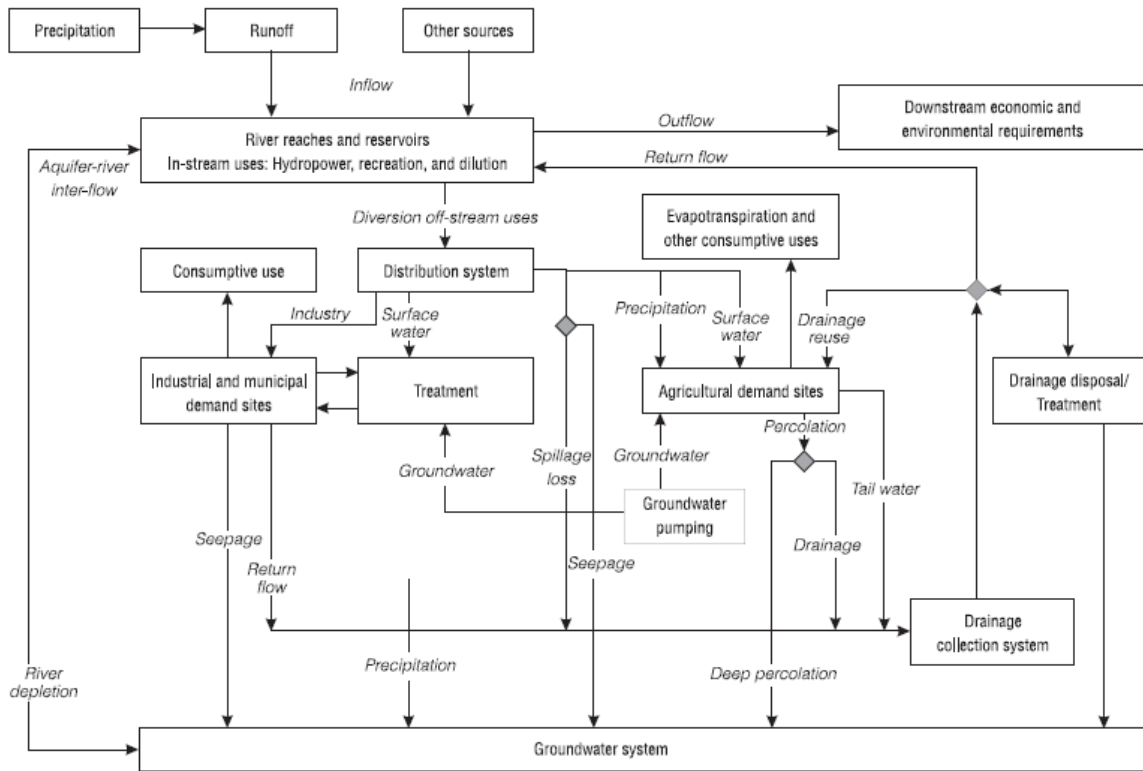 Precipitation
Runoff
Other sources
Inflow
River reaches and reservoirs
In-stream uses: Hydropower, recreation, and dilution
Outflow
Downstream economic and
environmental requirements
Return flow
Aquifer-river
inter-flow
Diversion off-stream uses
Evapotranspiration and
other consumptive uses
Consumptive use
Distribution system
Industry
Surface
water
Precipitation
Surface
water
Drainage
reuse
Industrial and municipal
demand sites
Treatment
Agricultural demand sites
Drainage disposal/
Treatment
Percolation
Groundwater
Spillage
loss
Groundwater
Tail water
Groundwater
pumping
Seepage
Return
flow
Seepage
Drainage
Drainage
collection system
River
depletion
Precipitation
Deep percolation
Groundwater system